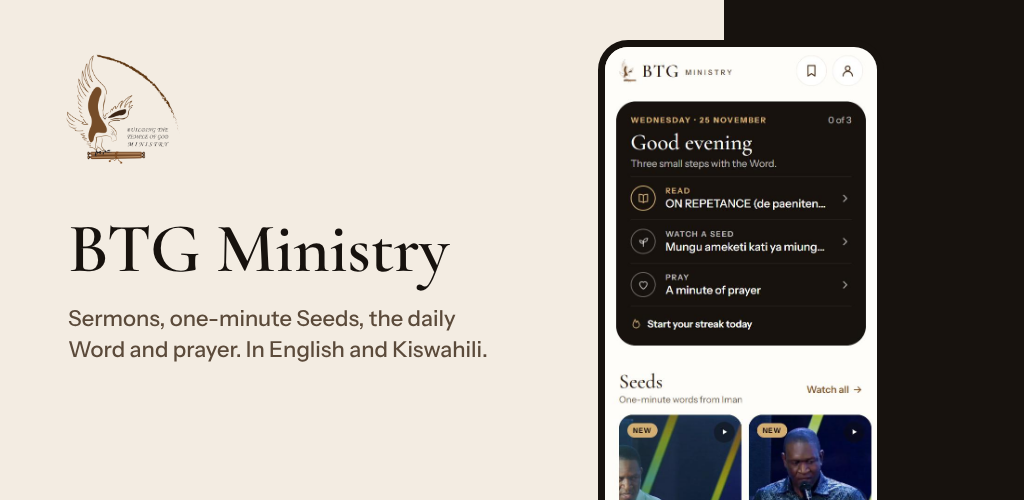 BUILDING THE
TEMPLE OF GOD
MINISTRY
BTG Ministry
Sermons, one-minute Seeds, the daily
Word and prayer. In English and Kiswahili.
BTG MINISTRY
WEDNESDAY · 25 NOVEMBER
0 of 3
Good evening
Three small steps with the Word.
READ
ON REPETANCE (de paeniten...
WATCH A SEED
Mungu ameketi kati ya miung...
PRAY
A minute of prayer
Start your streak today
Seeds
Watch all →
One-minute words from Iman
NEW
NEW